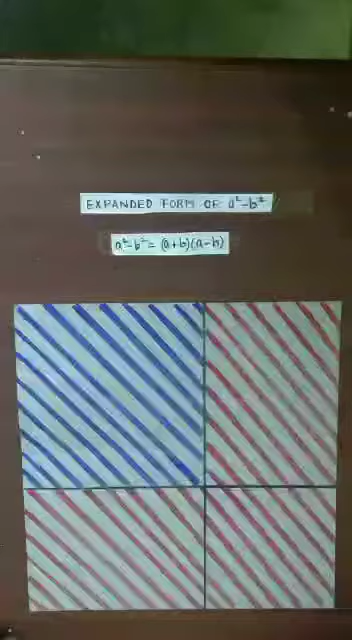 EXPANDED FORM OF a²-b²
a²-b² = (a+b)(a-b)